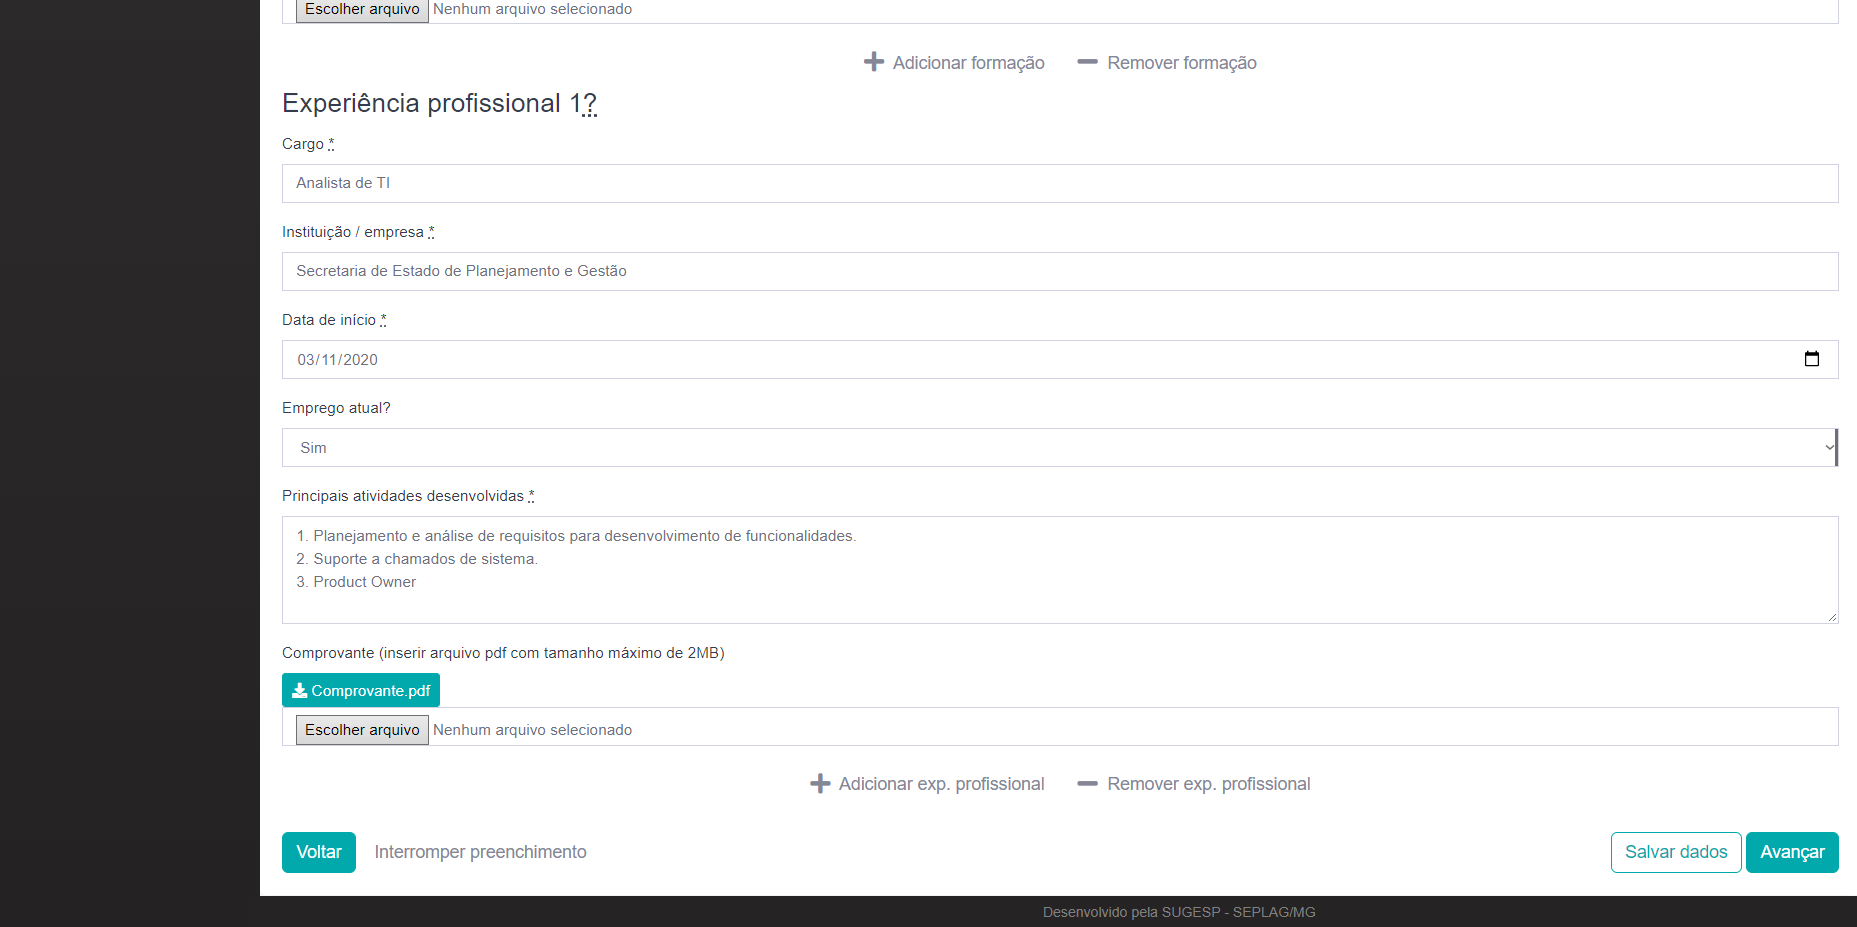 Escolher arquivo Nenhum arquivo selecionado
Adicionar formação Remover formação
Experiência profissional 1?
Cargo *
Analista de TI
Instituição / empresa *
Secretaria de Estado de Planejamento e Gestão
Data de início *
03/11/2020
Emprego atual?
Sim
Principais atividades desenvolvidas *
1. Planejamento e análise de requisitos para desenvolvimento de funcionalidades.
2. Suporte a chamados de sistema.
3. Product Owner
Comprovante (inserir arquivo pdf com tamanho máximo de 2MB)
Comprovante.pdf
Escolher arquivo Nenhum arquivo selecionado
Adicionar exp. profissional Remover exp. profissional
Voltar Interromper preenchimento Salvar dados Avançar
Desenvolvido pela SUGESP - SEPLAG/MG